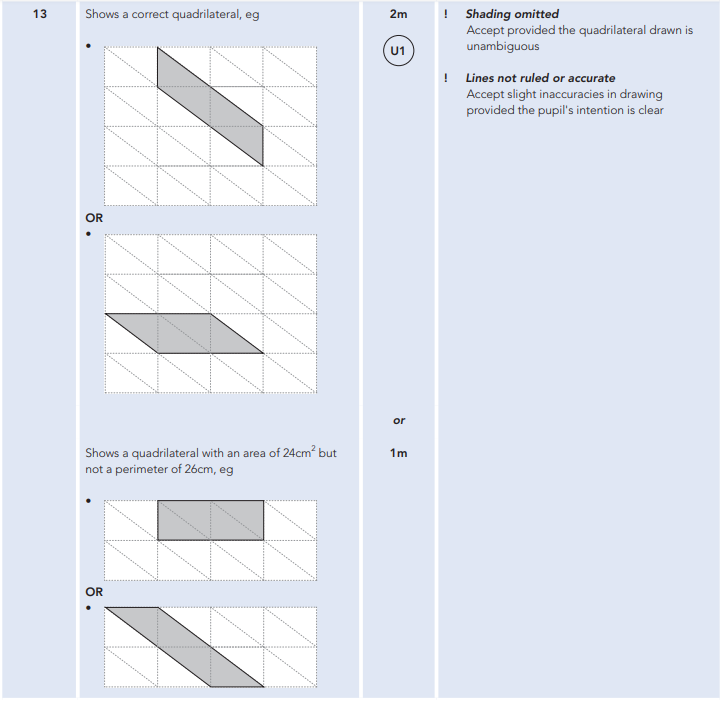 13
Shows a correct quadrilateral, eg
•
OR
•
Shows a quadrilateral with an area of 24cm² but
not a perimeter of 26cm, eg
•
OR
•
2m
U1
or
1m
! Shading omitted
Accept provided the quadrilateral drawn is
unambiguous
! Lines not ruled or accurate
Accept slight inaccuracies in drawing
provided the pupil's intention is clear